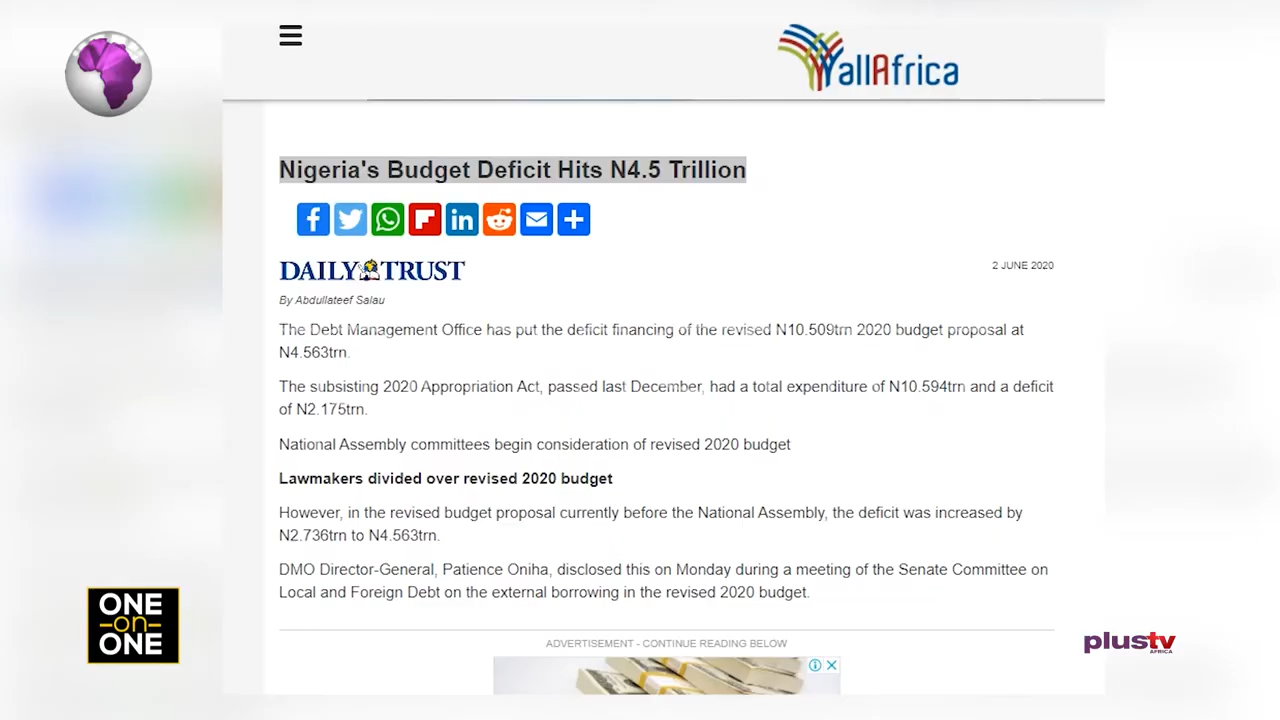 allAfrica
Nigeria's Budget Deficit Hits N4.5 Trillion
DAILY TRUST
2 JUNE 2020
By Abdullateef Salau
The Debt Management Office has put the deficit financing of the revised N10.509trn 2020 budget proposal at
N4.563trn.
The subsisting 2020 Appropriation Act, passed last December, had a total expenditure of N10.594trn and a deficit
of N2.175trn.
National Assembly committees begin consideration of revised 2020 budget
Lawmakers divided over revised 2020 budget
However, in the revised budget proposal currently before the National Assembly, the deficit was increased by
N2.736trn to N4.563trn.
DMO Director-General, Patience Oniha, disclosed this on Monday during a meeting of the Senate Committee on
Local and Foreign Debt on the external borrowing in the revised 2020 budget.
ADVERTISEMENT - CONTINUE READING BELOW
ONE
on
ONE
plustv
AFRICA